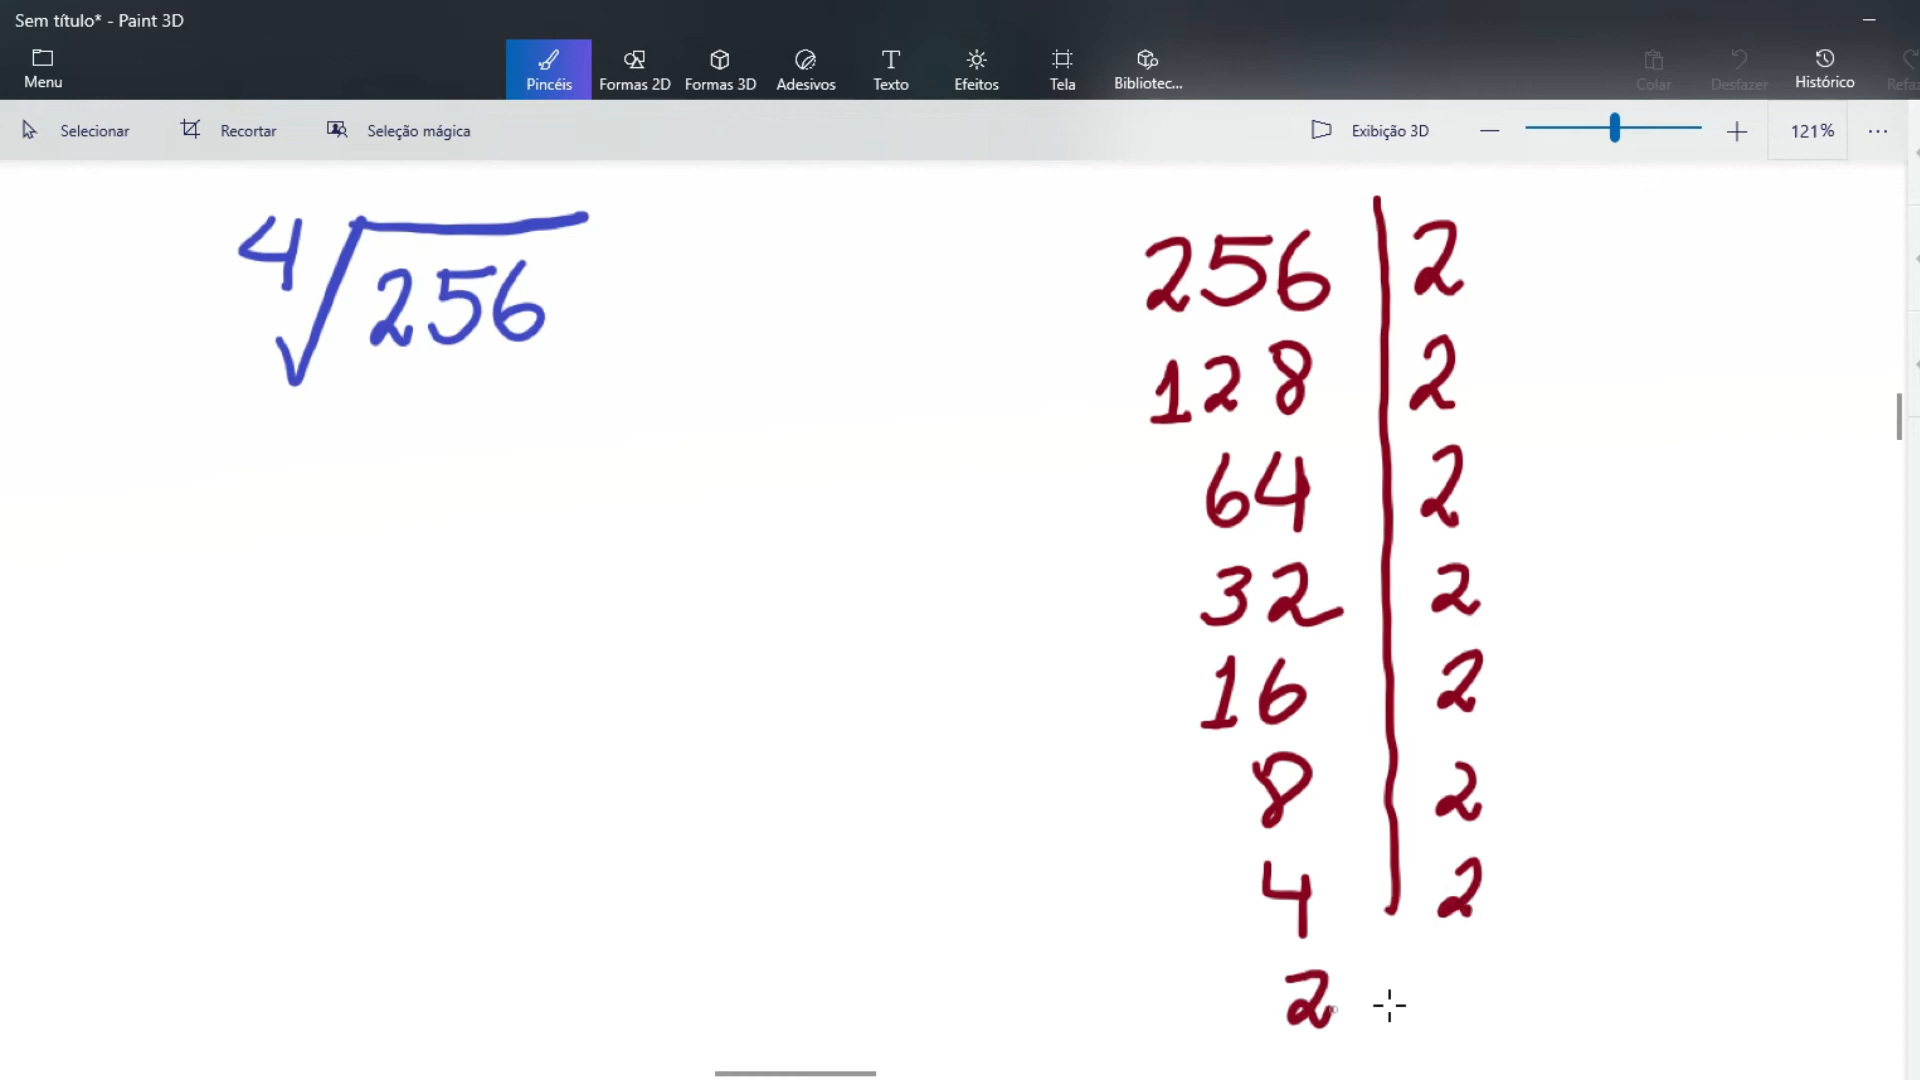 Sem título* - Paint 3D
Menu
Pincéis Formas 2D Formas 3D Adesivos Texto Efeitos Tela Bibliotec...
Colar Desfazer Histórico Refaz
Selecionar Recortar Seleção mágica
Exibição 3D 121%
4√256
256 | 2
128 | 2
64 | 2
32 | 2
16 | 2
8 | 2
4 | 2
2